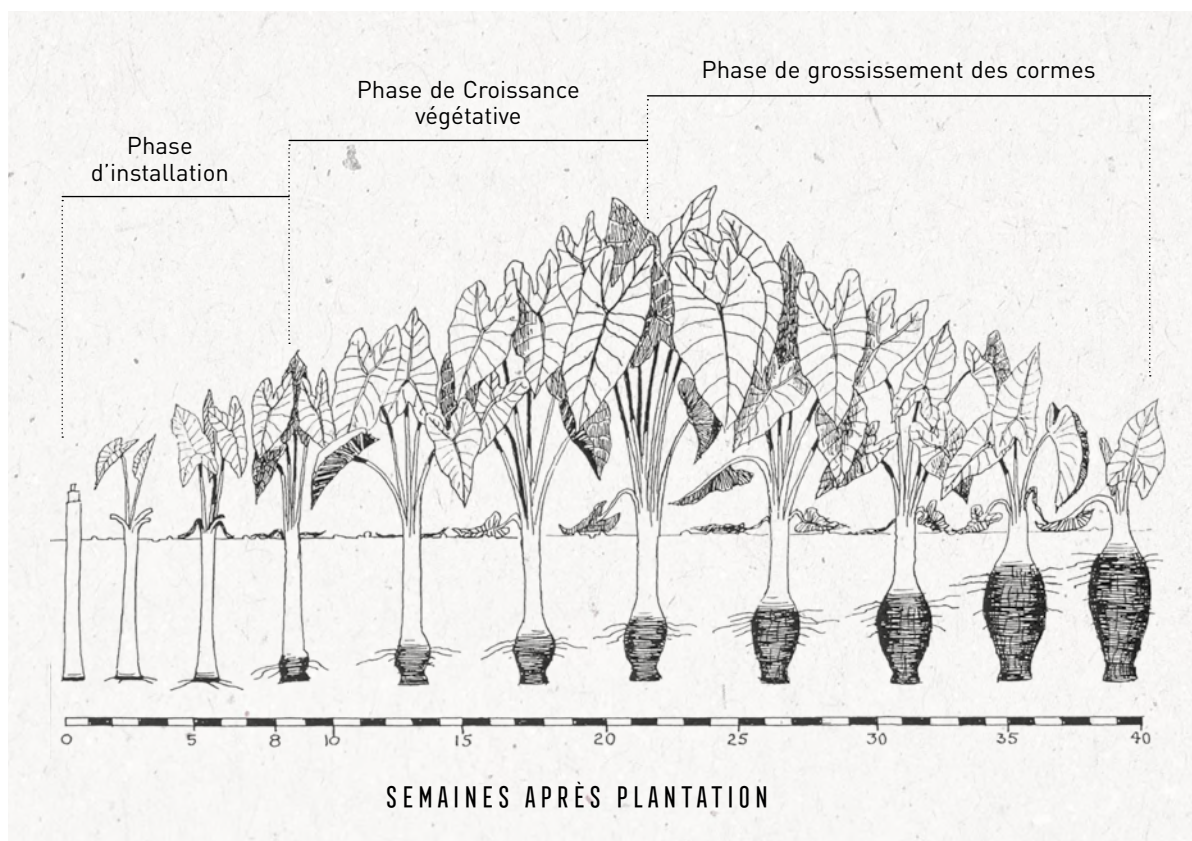 Phase de grossissement des cormes
Phase de Croissance
végétative
Phase
d'installation
0 5 8 10 15 20 25 30 35 40
SEMAINES APRÈS PLANTATION